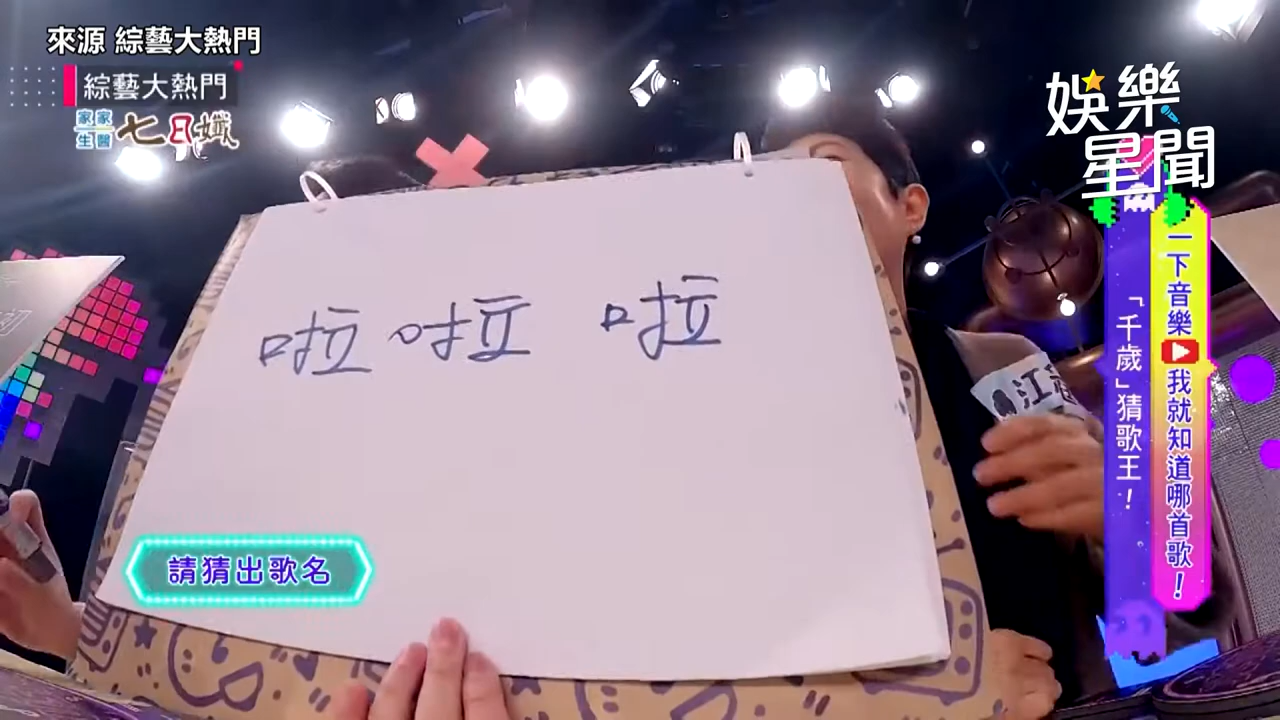 來源 綜藝大熱門
綜藝大熱門
家家
生醫
七日孅
娛樂
星聞
啦啦 啦
一下音樂 我就知道哪首歌！
「千歲」猜歌王！
請猜出歌名